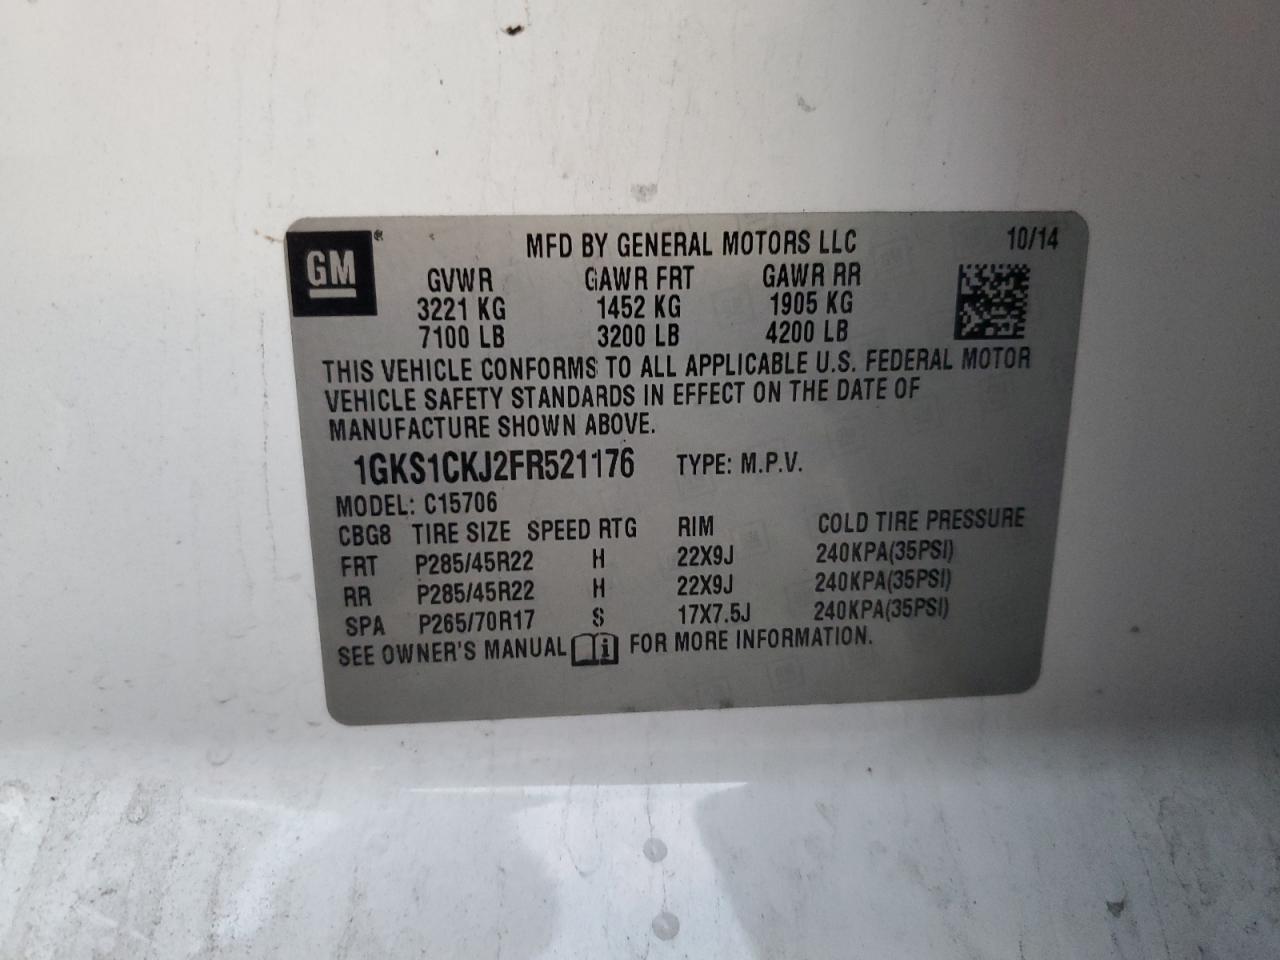 GM ® MFD BY GENERAL MOTORS LLC 10/14
GVWR GAWR FRT GAWR RR
3221 KG 1452 KG 1905 KG
7100 LB 3200 LB 4200 LB
THIS VEHICLE CONFORMS TO ALL APPLICABLE U.S. FEDERAL MOTOR
VEHICLE SAFETY STANDARDS IN EFFECT ON THE DATE OF
MANUFACTURE SHOWN ABOVE.
1GKS1CKJ2FR521176 TYPE: M.P.V.
MODEL: C15706
CBG8 TIRE SIZE SPEED RTG RIM COLD TIRE PRESSURE
FRT P285/45R22 H 22X9J 240KPA(35PSI)
RR P285/45R22 H 22X9J 240KPA(35PSI)
SPA P265/70R17 S 17X7.5J 240KPA(35PSI)
SEE OWNER'S MANUAL i FOR MORE INFORMATION.